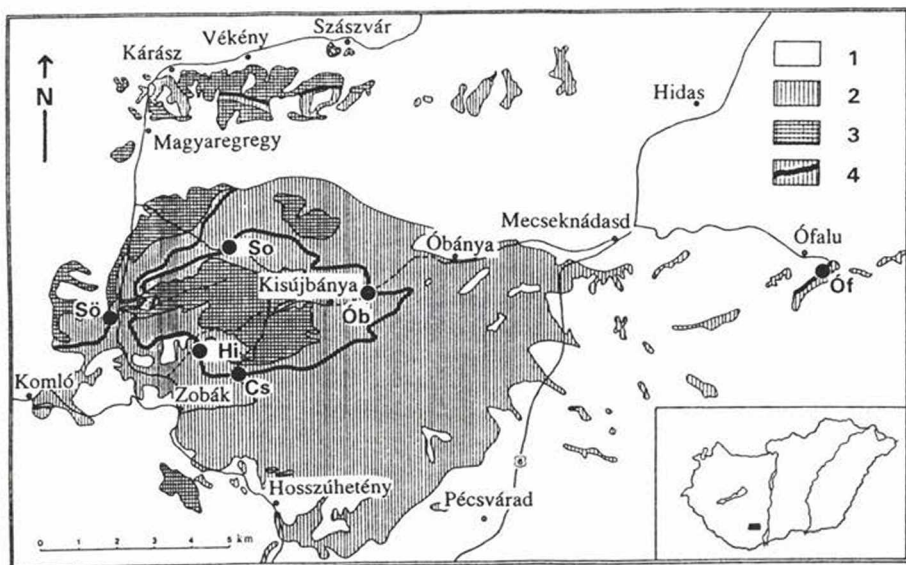 Szászvár
Vékény
Kárász
N
Magyaregregy
Hidas
1
2
3
4
Mecseknádasd
Óbánya
Ófalu
Óf
So
Kisújbánya
Sö
Ób
Hi
Cs
Komló
Zobák
Hosszúhetény
Pécsvárad
6
0 1 2 3 4 5 km